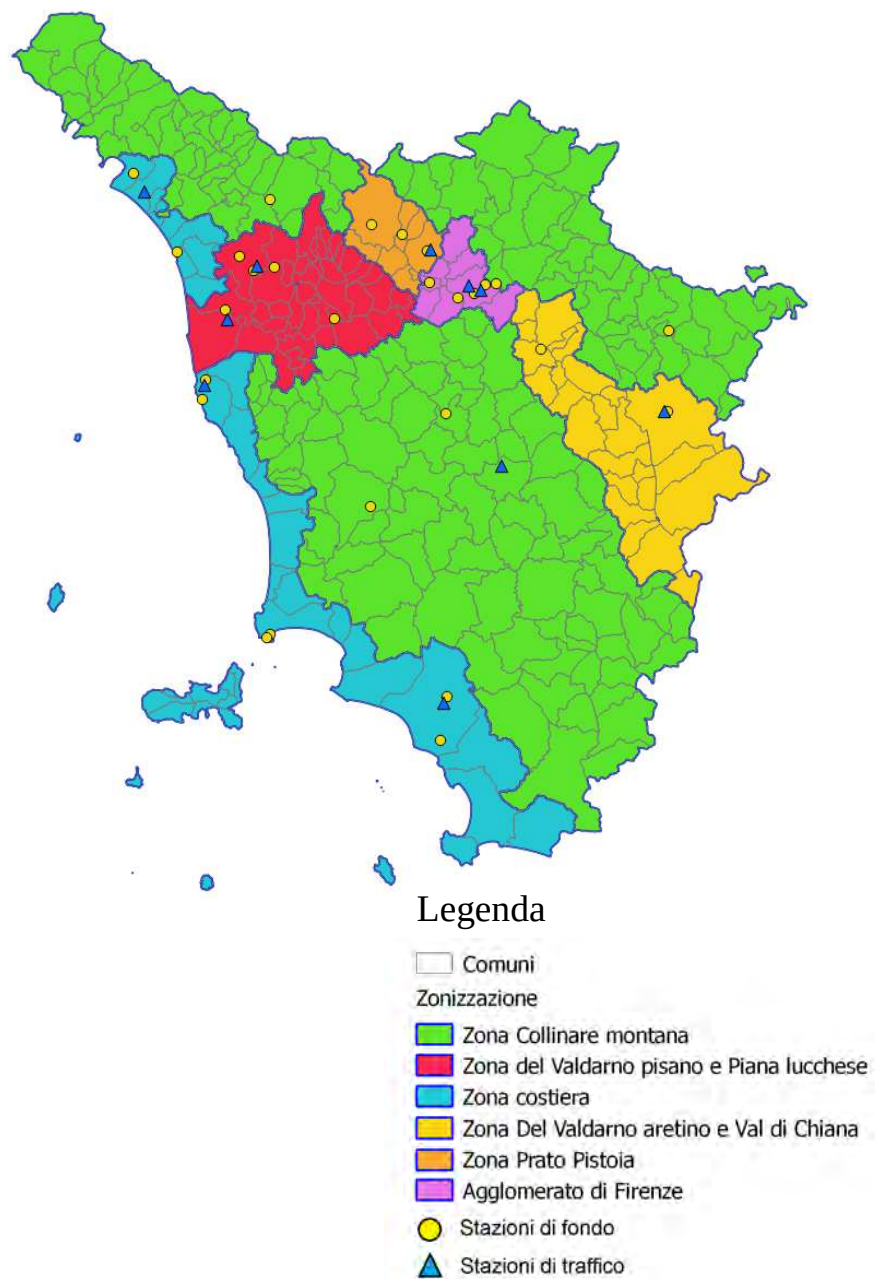 Legenda
Comuni
Zonizzazione
Zona Collinare montana
Zona del Valdarno pisano e Piana lucchese
Zona costiera
Zona Del Valdarno aretino e Val di Chiana
Zona Prato Pistoia
Agglomerato di Firenze
Stazioni di fondo
Stazioni di traffico